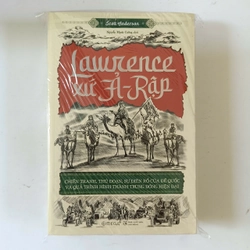 Scott Anderson
Lawrence
xứ Ả-Rập
CHIẾN TRANH, THỦ ĐOẠN, SỰ ĐIÊN RỒ CỦA ĐẾ QUỐC
VÀ QUÁ TRÌNH HÌNH THÀNH TRUNG ĐÔNG HIỆN ĐẠI